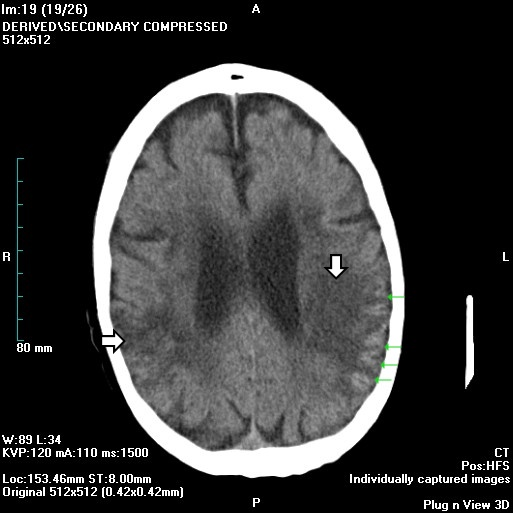 Im:19 (19/26)
A
DERIVED\SECONDARY COMPRESSED
512x512
R
L
80 mm
W:89 L:34
KVP:120 mA:110 ms:1500
CT
Pos:HFS
Loc:153.46mm ST:8.00mm
Individually captured images
Original 512x512 (0.42x0.42mm)
P
Plug n View 3D